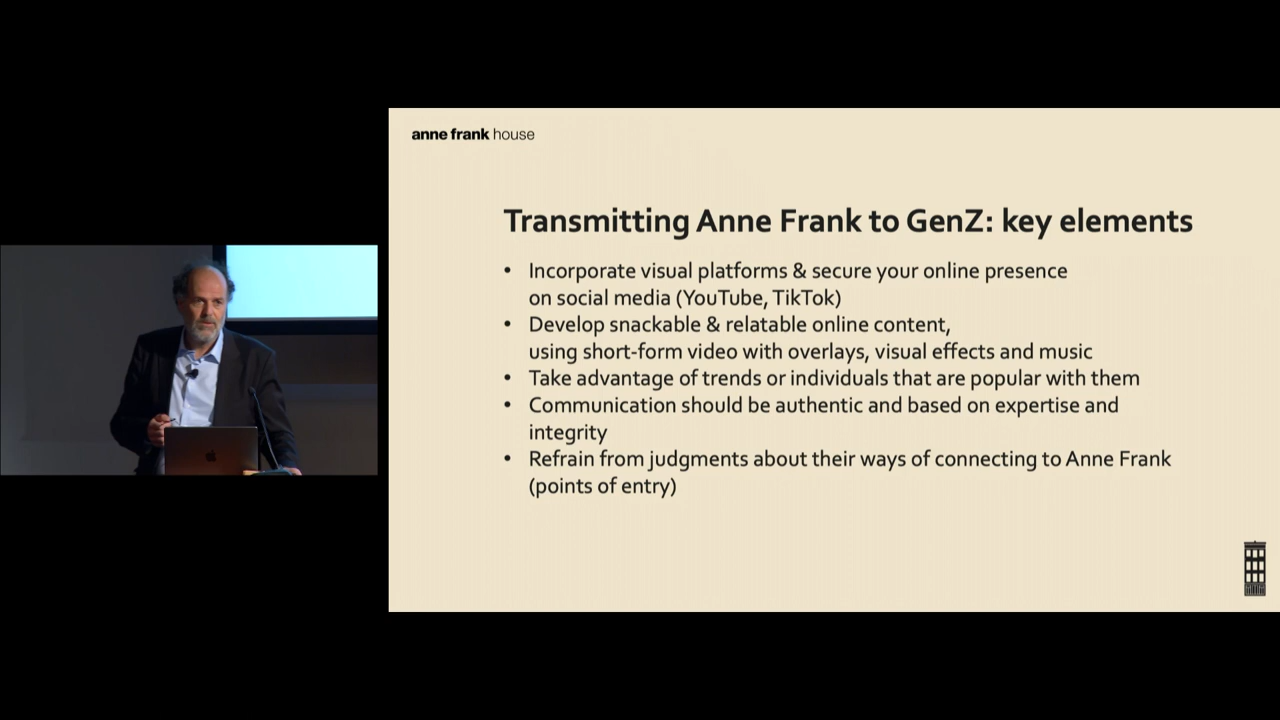 anne frank house
Transmitting Anne Frank to GenZ: key elements
• Incorporate visual platforms & secure your online presence
on social media (YouTube, TikTok)
• Develop snackable & relatable online content,
using short-form video with overlays, visual effects and music
• Take advantage of trends or individuals that are popular with them
• Communication should be authentic and based on expertise and
integrity
• Refrain from judgments about their ways of connecting to Anne Frank
(points of entry)